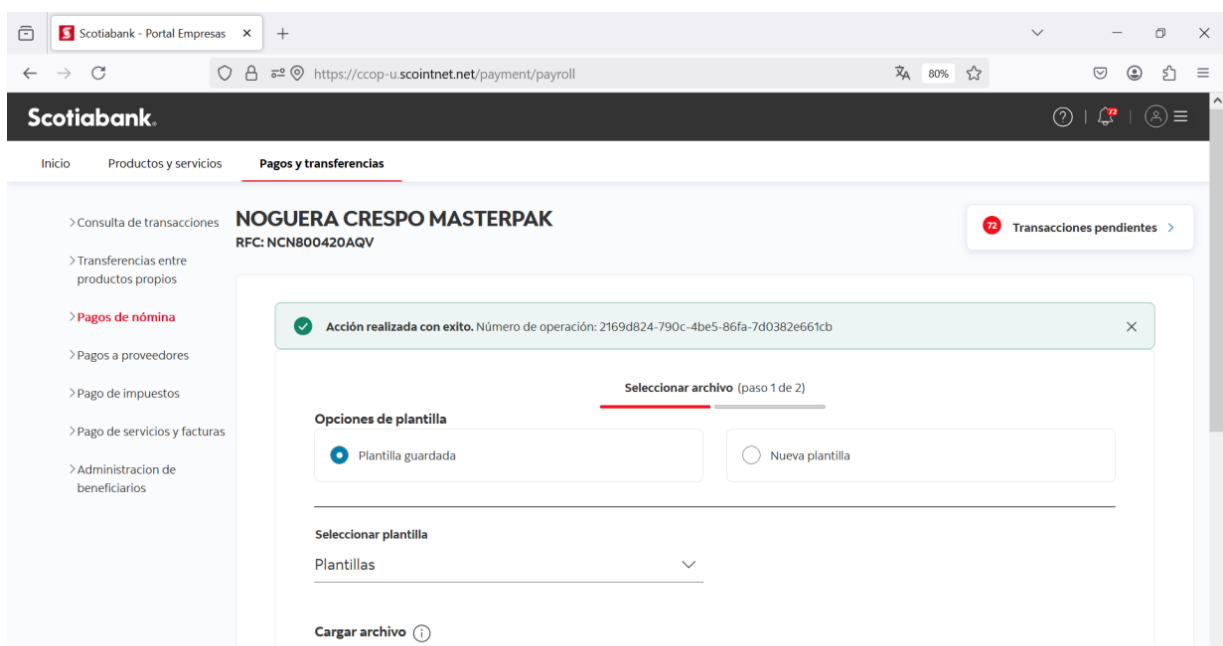 Scotiabank - Portal Empresas
https://ccop-u.scointnet.net/payment/payroll
80%
Scotiabank.
72
Inicio
Productos y servicios
Pagos y transferencias
Consulta de transacciones
Transferencias entre
productos propios
Pagos de nómina
Pagos a proveedores
Pago de impuestos
Pago de servicios y facturas
Administracion de
beneficiarios
NOGUERA CRESPO MASTERPAK
RFC: NCN800420AQV
72 Transacciones pendientes
Acción realizada con exito. Número de operación: 2169d824-790c-4be5-86fa-7d0382e661cb
Seleccionar archivo (paso 1 de 2)
Opciones de plantilla
Plantilla guardada
Nueva plantilla
Seleccionar plantilla
Plantillas
Cargar archivo